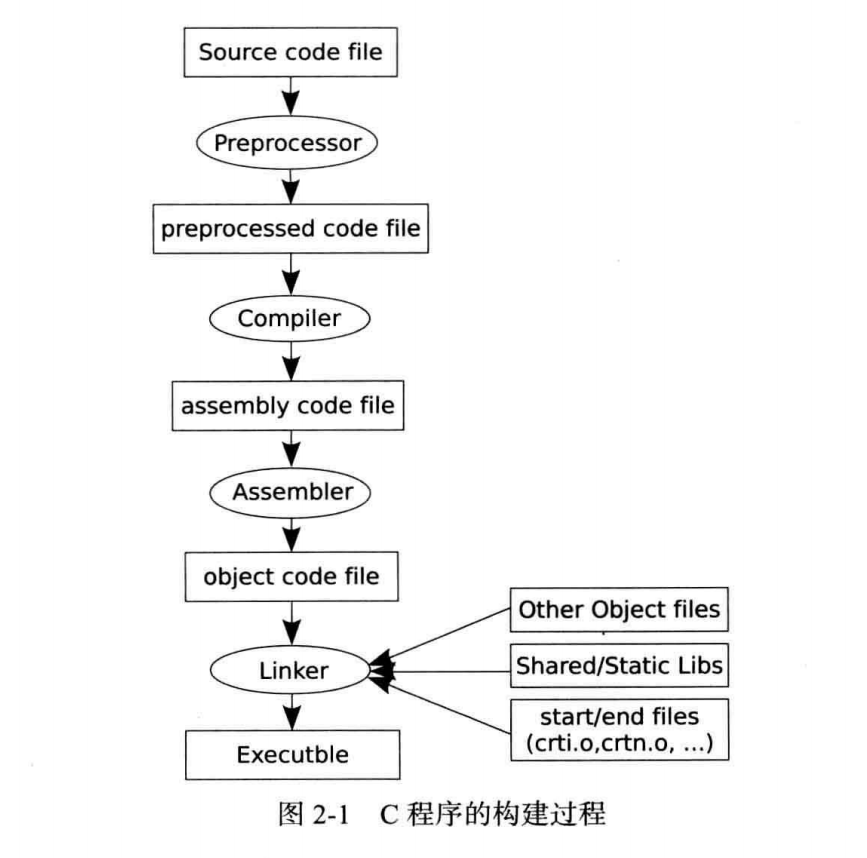 Source code file
Preprocessor
preprocessed code file
Compiler
assembly code file
Assembler
object code file
Other Object files
Linker
Shared/Static Libs
start/end files
(crti.o,crtn.o, ...)
Executble
图 2-1 C 程序的构建过程